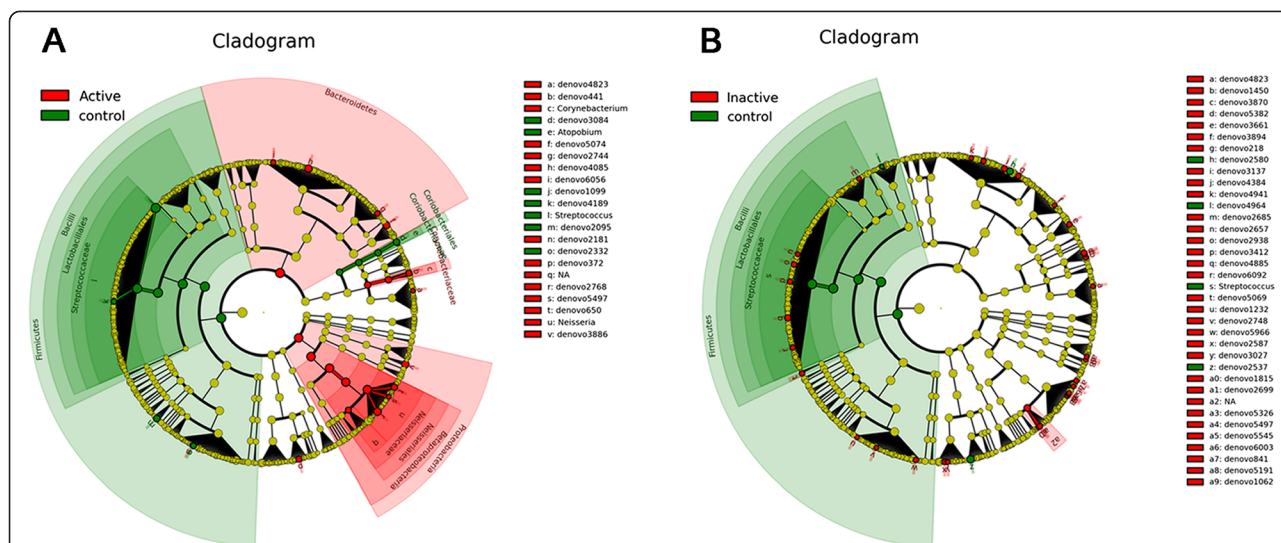 A
Cladogram
Active
control
Bacteroidetes
Coriobacteriales
Firmicutes
Bacilli
Lactobacillales
Streptococcaceae
l
Proteobacteria
Betaproteobacteria
Neisseriales
Neisseriaceae
u
q
a: denovo4823
b: denovo441
c: Corynebacterium
d: denovo3084
e: Atopobium
f: denovo5074
g: denovo2744
h: denovo4085
i: denovo6056
j: denovo1099
k: denovo4189
l: Streptococcus
m: denovo2095
n: denovo2181
o: denovo2332
p: denovo372
q: NA
r: denovo2768
s: denovo5497
t: denovo650
u: Neisseria
v: denovo3886
B
Cladogram
Inactive
control
Firmicutes
Bacilli
Lactobacillales
Streptococcaceae
s
a2
a: denovo4823
b: denovo1450
c: denovo3870
d: denovo5382
e: denovo3661
f: denovo3894
g: denovo218
h: denovo2580
i: denovo3137
j: denovo4384
k: denovo4941
l: denovo4964
m: denovo2685
n: denovo2657
o: denovo2938
p: denovo3412
q: denovo4885
r: denovo6092
s: Streptococcus
t: denovo5069
u: denovo1232
v: denovo2748
w: denovo5966
x: denovo2587
y: denovo3027
z: denovo2537
a0: denovo1815
a1: denovo2699
a2: NA
a3: denovo5326
a4: denovo5497
a5: denovo5545
a6: denovo6003
a7: denovo841
a8: denovo5191
a9: denovo1062